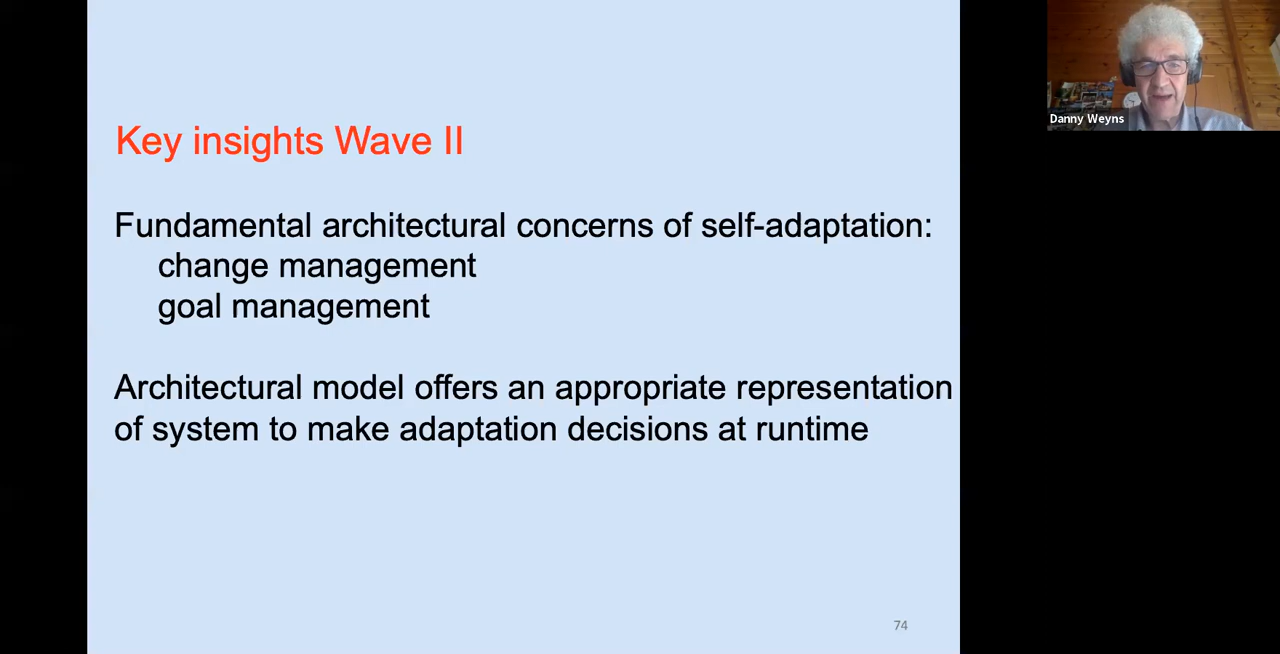 Key insights Wave II
Fundamental architectural concerns of self-adaptation:
change management
goal management
Architectural model offers an appropriate representation
of system to make adaptation decisions at runtime
74
Danny Weyns